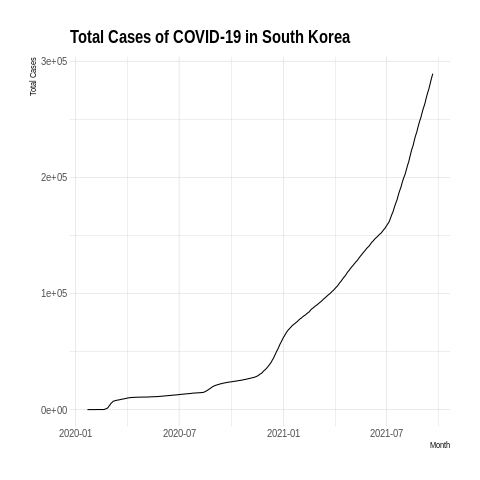 Total Cases of COVID-19 in South Korea
Total Cases
3e+05
2e+05
1e+05
0e+00
2020-01
2020-07
2021-01
2021-07
Month